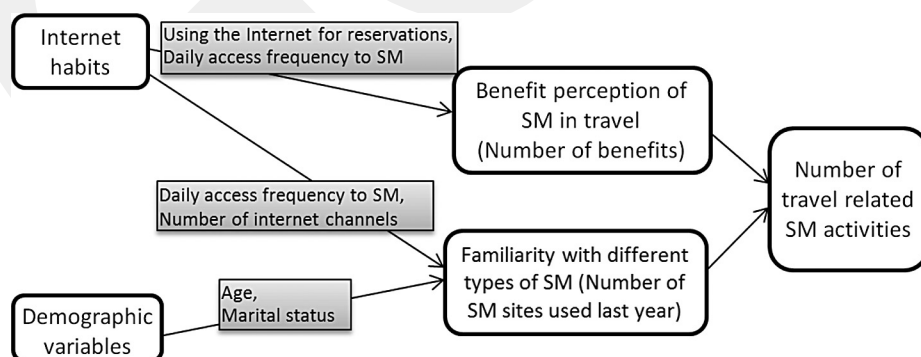 Internet
habits
Using the Internet for reservations,
Daily access frequency to SM
Benefit perception of
SM in travel
(Number of benefits)
Number of
travel related
SM activities
Daily access frequency to SM,
Number of internet channels
Familiarity with different
types of SM (Number of
SM sites used last year)
Age,
Marital status
Demographic
variables